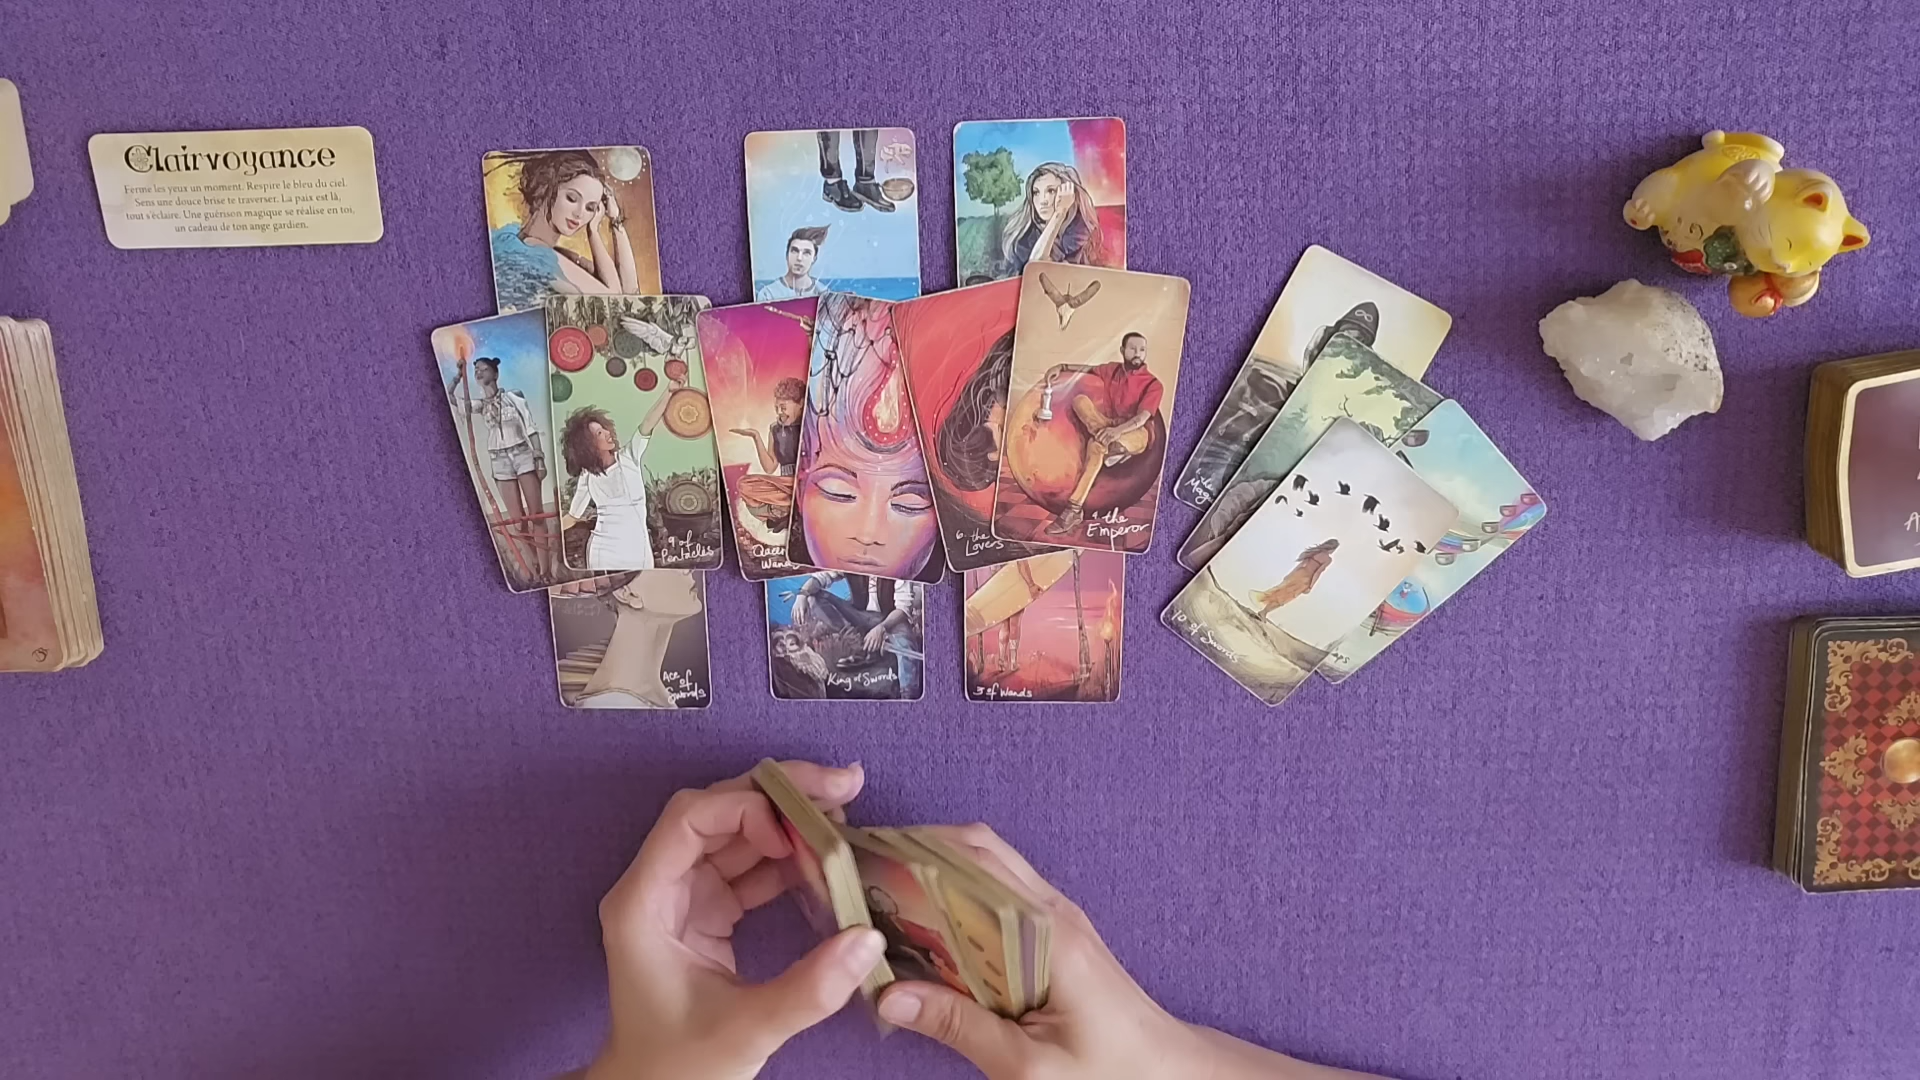 Clairvoyance
Ferme les yeux un moment. Respire le bleu du ciel.
Sens une douce brise te traverser. La paix est là,
tout s'éclaire. Une guérison magique se réalise en toi,
un cadeau de ton ange gardien.
9 of
Pentacles
Queen
Wands
6. the
Lovers
4. the
Emperor
1. the
Mag
10 of Swords
Ace
of
Swords
King of Swords
3 of Wands